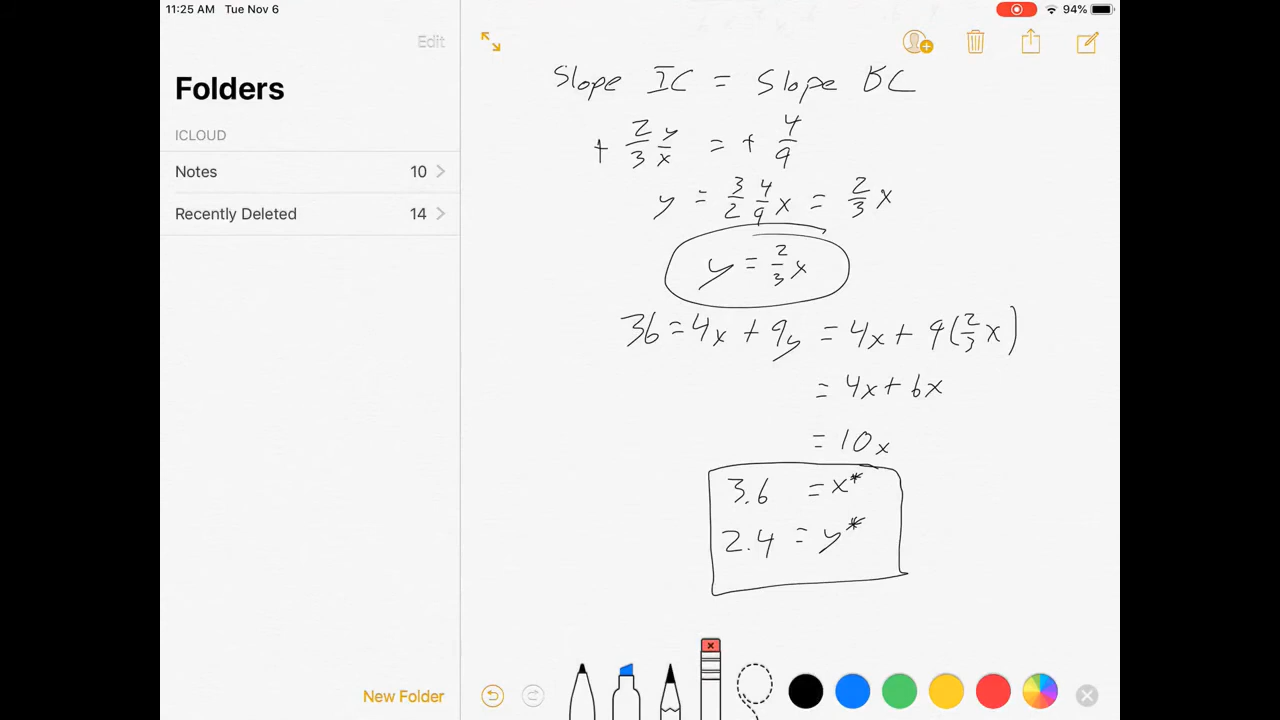 11:25 AM Tue Nov 6
94%
Edit
Folders
ICLOUD
Notes 10
Recently Deleted 14
New Folder
Slope IC = Slope BC
+ 2/3 y/x = + 4/9
y = 3/2 4/9 x = 2/3 x
y = 2/3 x
36 = 4x + 9y = 4x + 9(2/3 x)
= 4x + 6x
= 10x
3.6 = x*
2.4 = y*